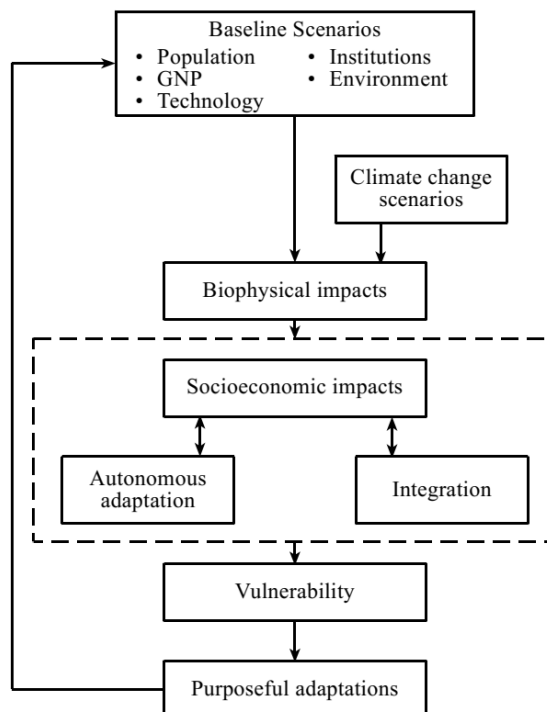 Baseline Scenarios
• Population • Institutions
• GNP • Environment
• Technology
Climate change
scenarios
Biophysical impacts
Socioeconomic impacts
Autonomous
adaptation
Integration
Vulnerability
Purposeful adaptations